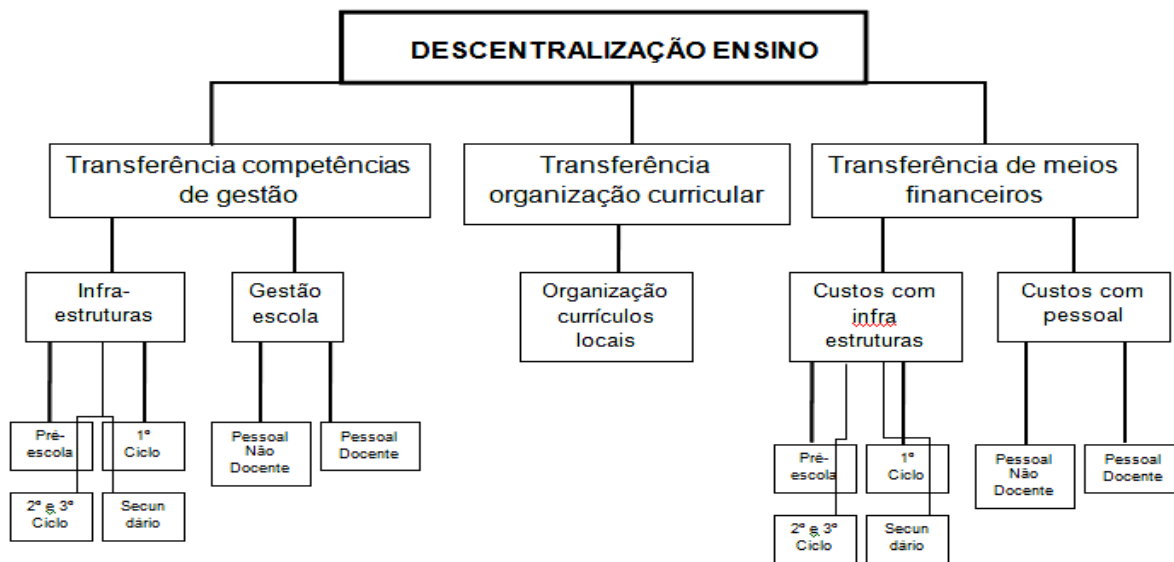 DESCENTRALIZAÇÃO ENSINO
Transferência competências
de gestão
Transferência
organização curricular
Transferência de meios
financeiros
Infra-
estruturas
Gestão
escola
Organização
currículos
locais
Custos com
infra
estruturas
Custos com
pessoal
Pré-
escola
1º
Ciclo
Pessoal
Não
Docente
Pessoal
Docente
2º e 3º
Ciclo
Secun
dário
Pré-
escola
1º
Ciclo
Pessoal
Não
Docente
Pessoal
Docente
2º e 3º
Ciclo
Secun
dário